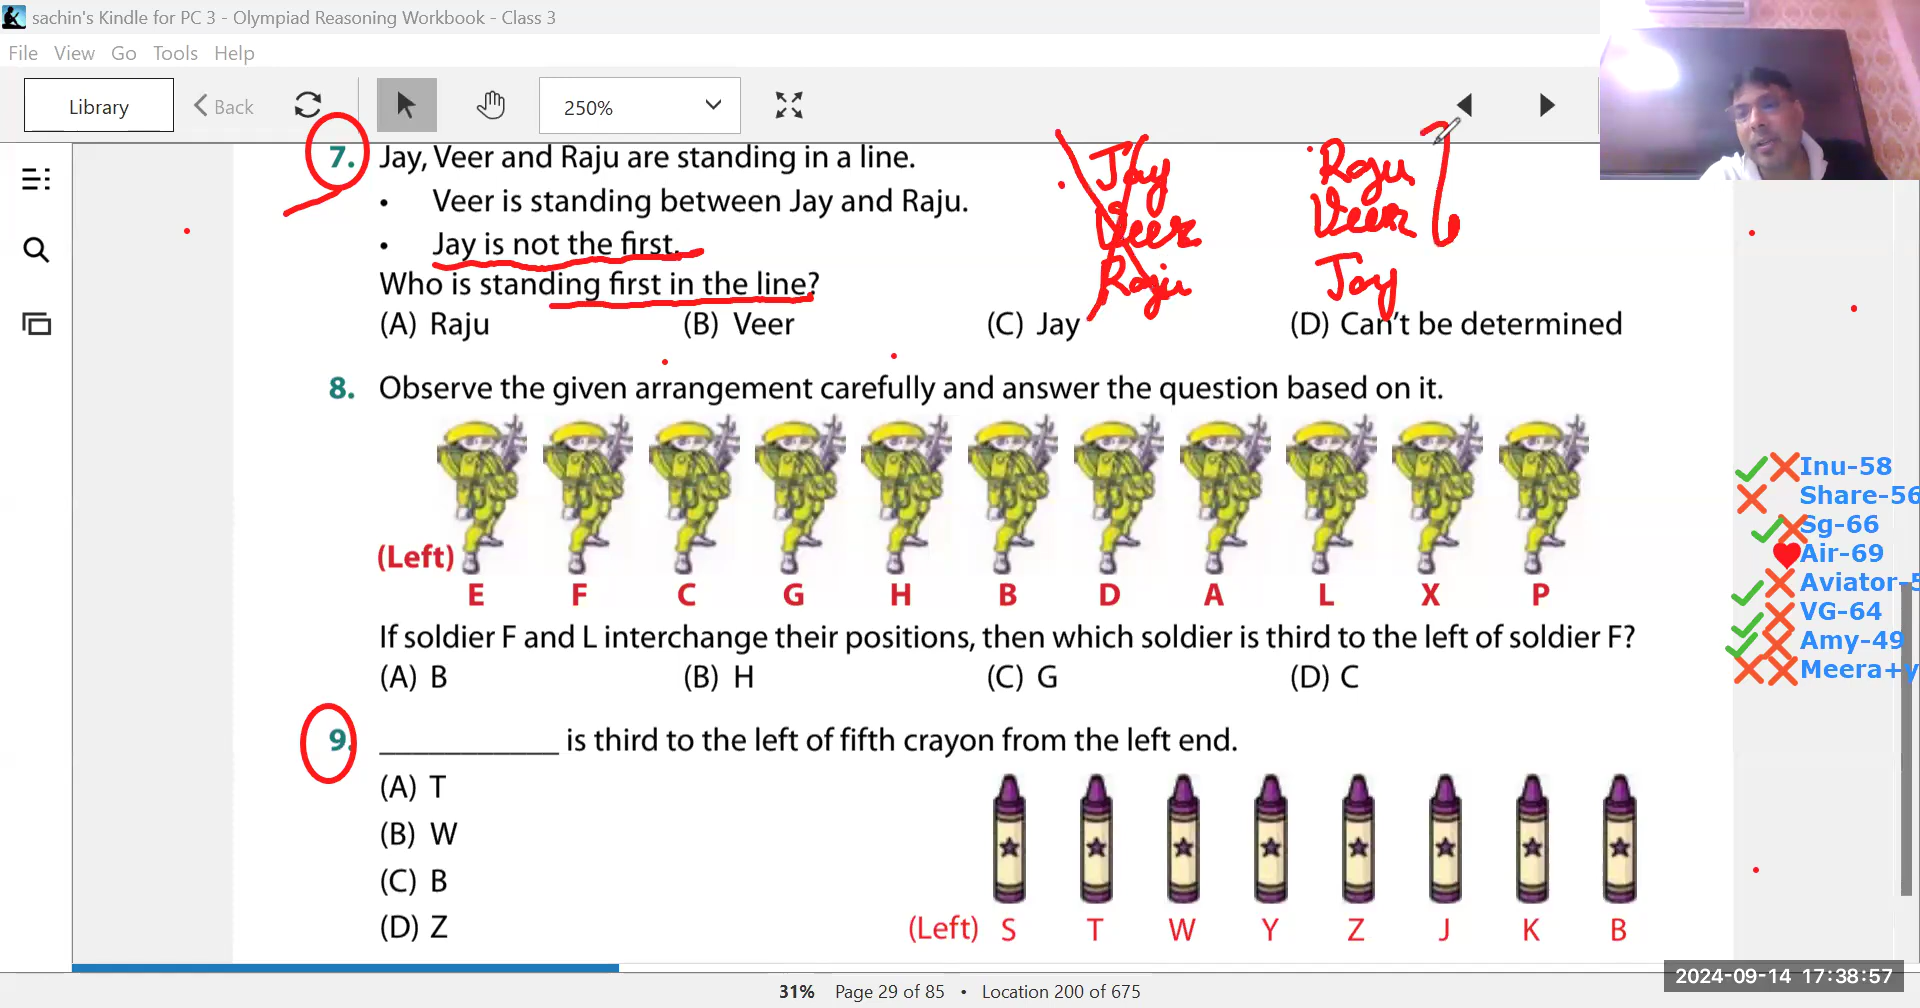 sachin's Kindle for PC 3 - Olympiad Reasoning Workbook - Class 3
File View Go Tools Help
Library Back 250%
7. Jay, Veer and Raju are standing in a line.
• Veer is standing between Jay and Raju.
• Jay is not the first.
Who is standing first in the line?
(A) Raju (B) Veer (C) Jay (D) Can't be determined
Jay
Veer
Raju
Raju
Veer
Jay
8. Observe the given arrangement carefully and answer the question based on it.
(Left) E F C G H B D A L X P
If soldier F and L interchange their positions, then which soldier is third to the left of soldier F?
(A) B (B) H (C) G (D) C
9. ____________ is third to the left of fifth crayon from the left end.
(A) T
(B) W
(C) B
(D) Z
(Left) S T W Y Z J K B
Inu-58
Share-56
Sg-66
Air-69
Aviator-5
VG-64
Amy-49
Meera+y
2024-09-14 17:38:57
31% Page 29 of 85 • Location 200 of 675